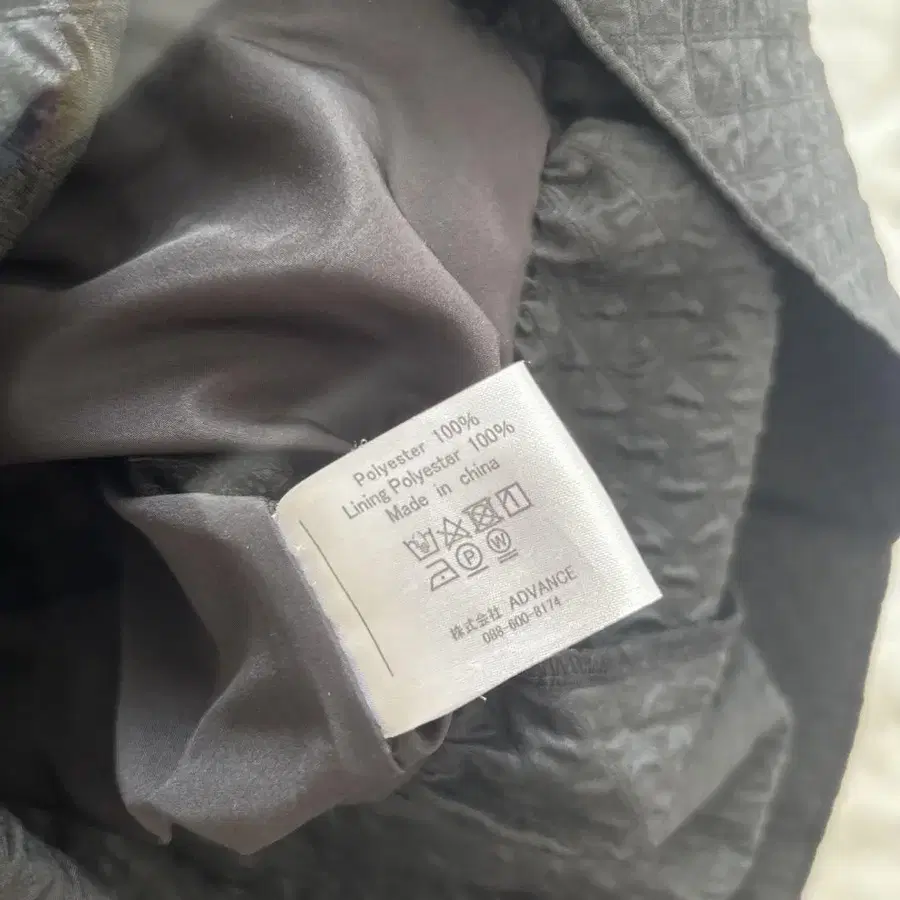 Polyester 100%
Lining Polyester 100%
Made in china
P W
株式会社 ADVANCE
088-600-8174